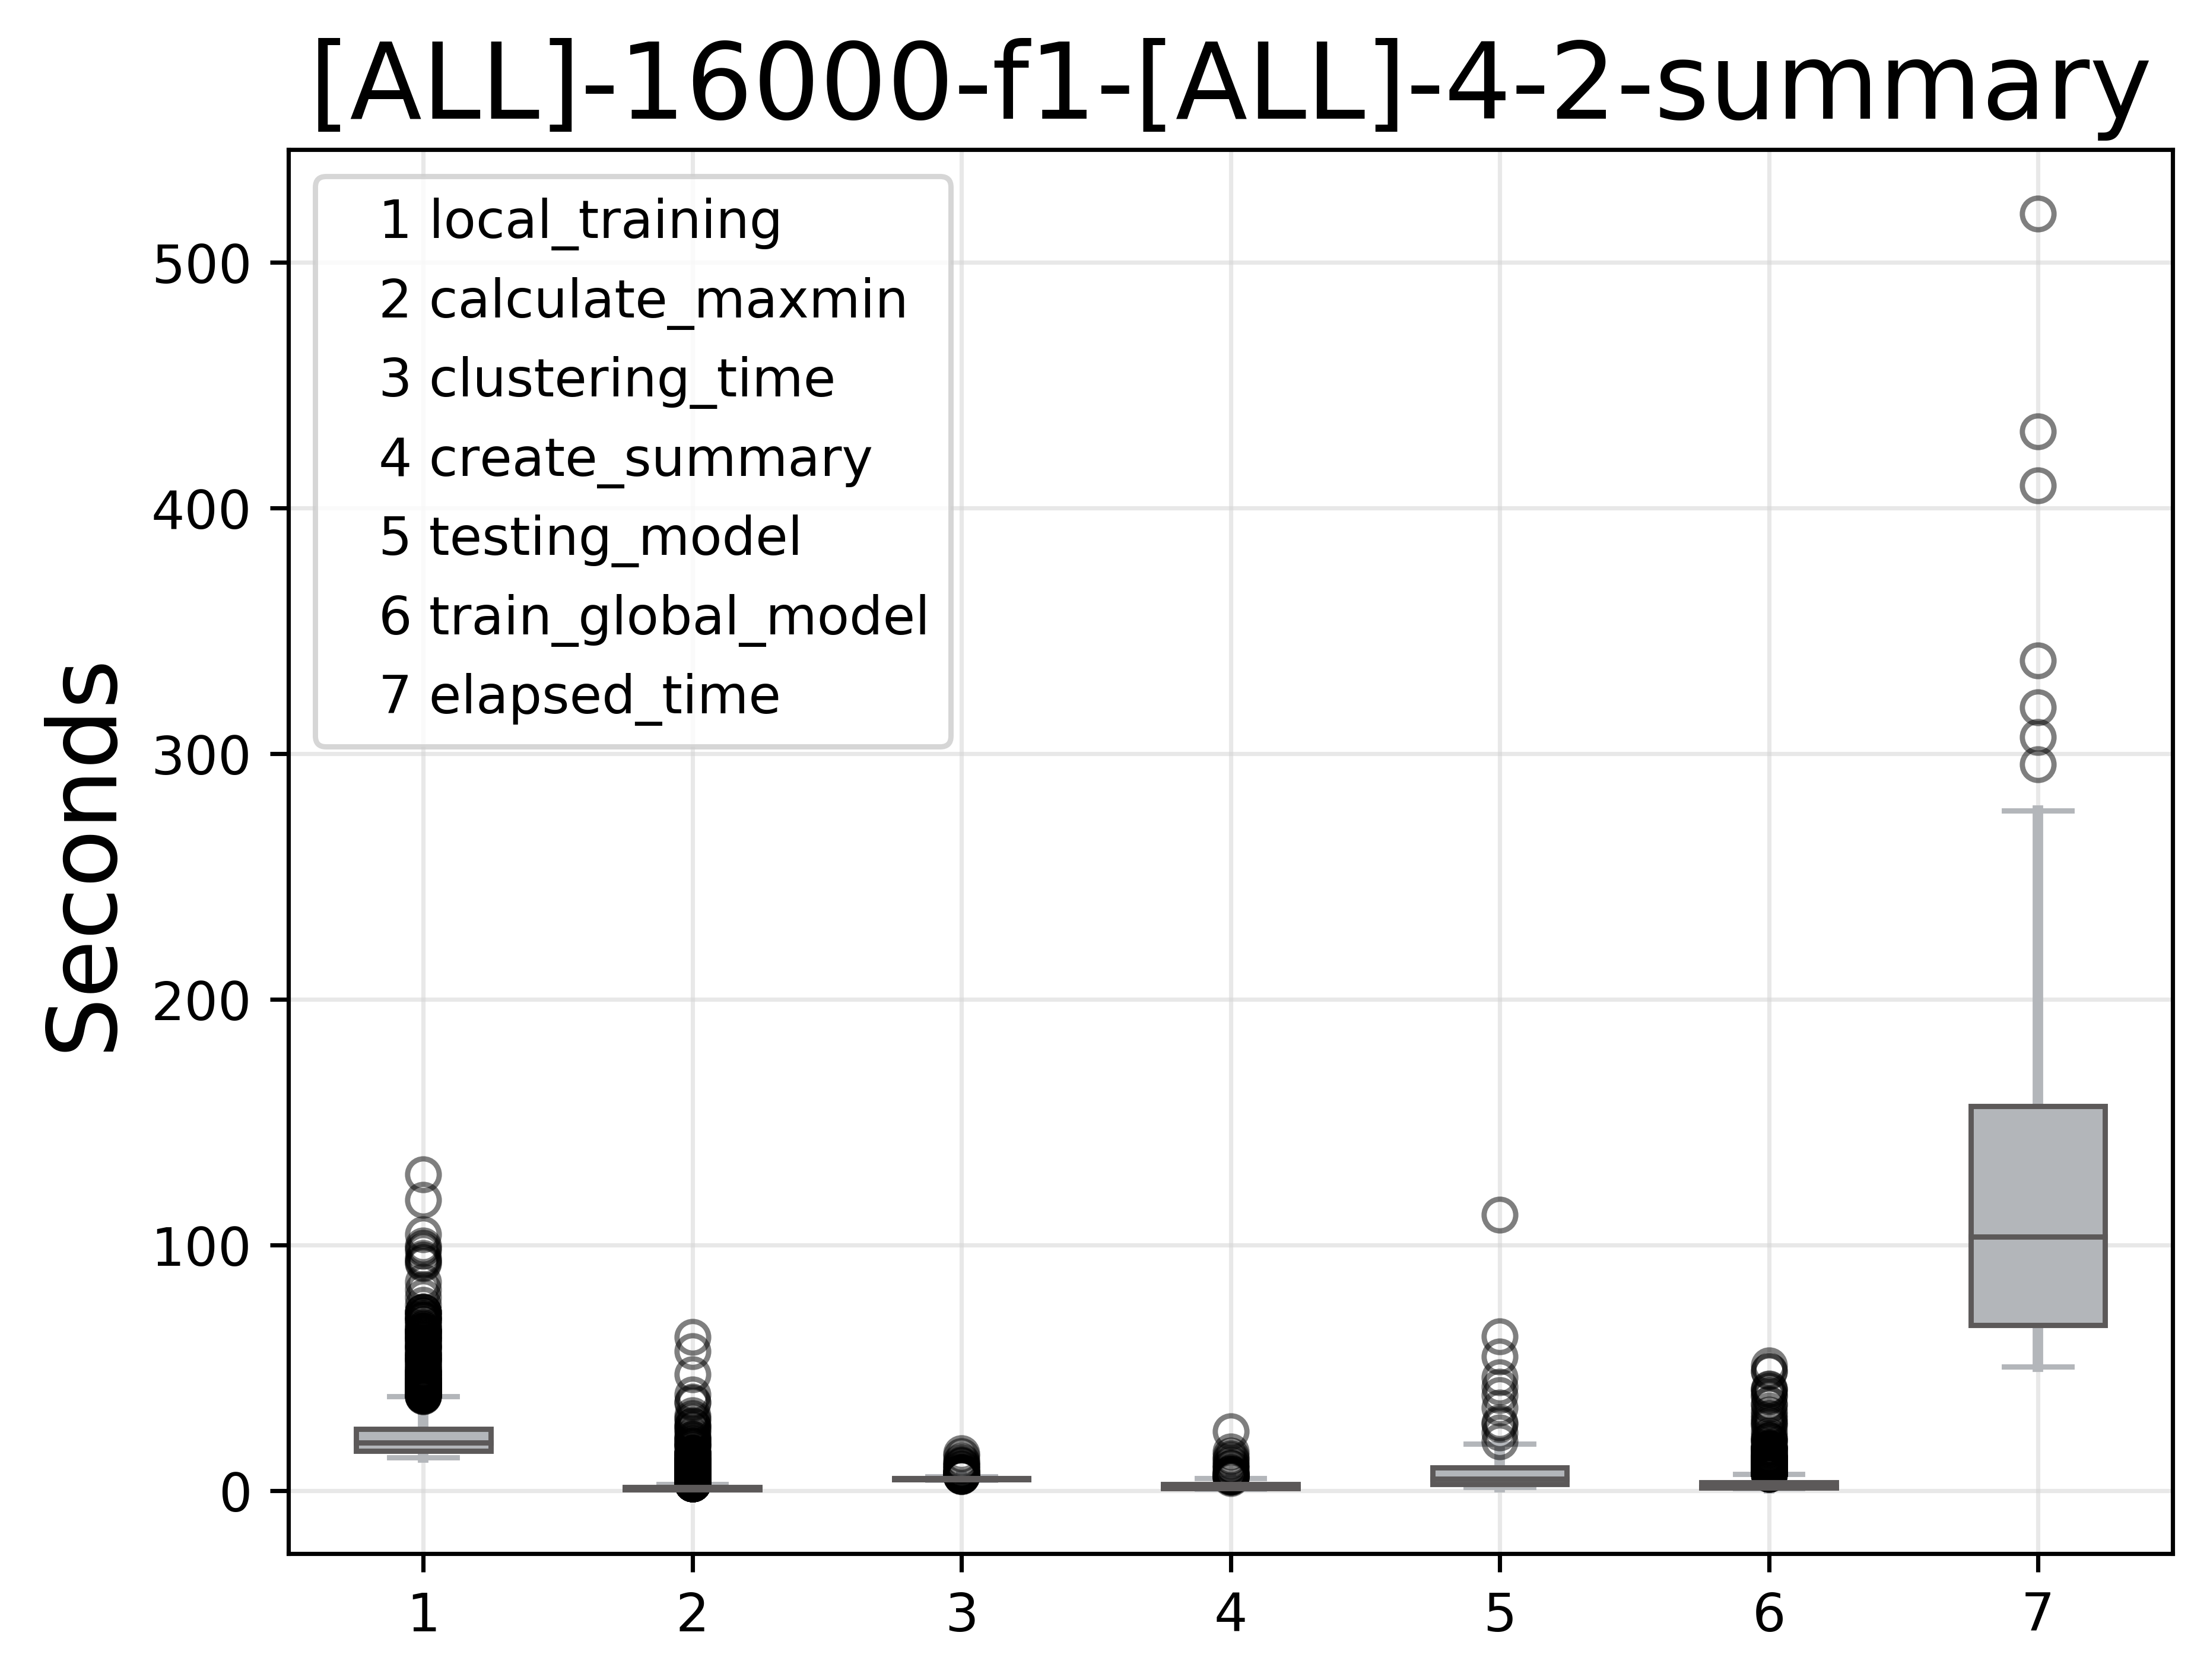 [ALL]-16000-f1-[ALL]-4-2-summary
1 local_training
2 calculate_maxmin
3 clustering_time
4 create_summary
5 testing_model
6 train_global_model
7 elapsed_time
Seconds
500
400
300
200
100
0
1 2 3 4 5 6 7